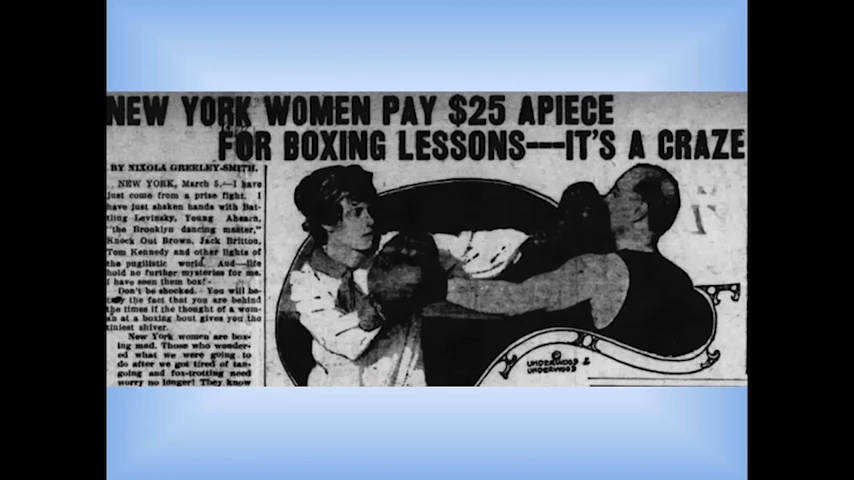 NEW YORK WOMEN PAY $25 APIECE
FOR BOXING LESSONS---IT'S A CRAZE
BY NIXOLA GREELEY-SMITH.
NEW YORK, March 5.—I have
just come from a prize fight. I
have just shaken hands with Bat-
tling Levinsky, Young Ahearn,
"the Brooklyn dancing master,"
Knock Out Brown, Jack Britton,
Tom Kennedy and other lights of
the pugilistic world. And—life
hold no further mysteries for me.
I have seen them box!
Don't be shocked. You will be-
tray the fact that you are behind
the times if the thought of a wom-
an at a boxing bout gives you the
tiniest shiver.
New York women are box-
ing mad. Those who wonder-
ed what we were going to
do after we got tired of tan-
going and fox-trotting need
worry no longer! They know
©
UNDERWOOD &
UNDERWOOD